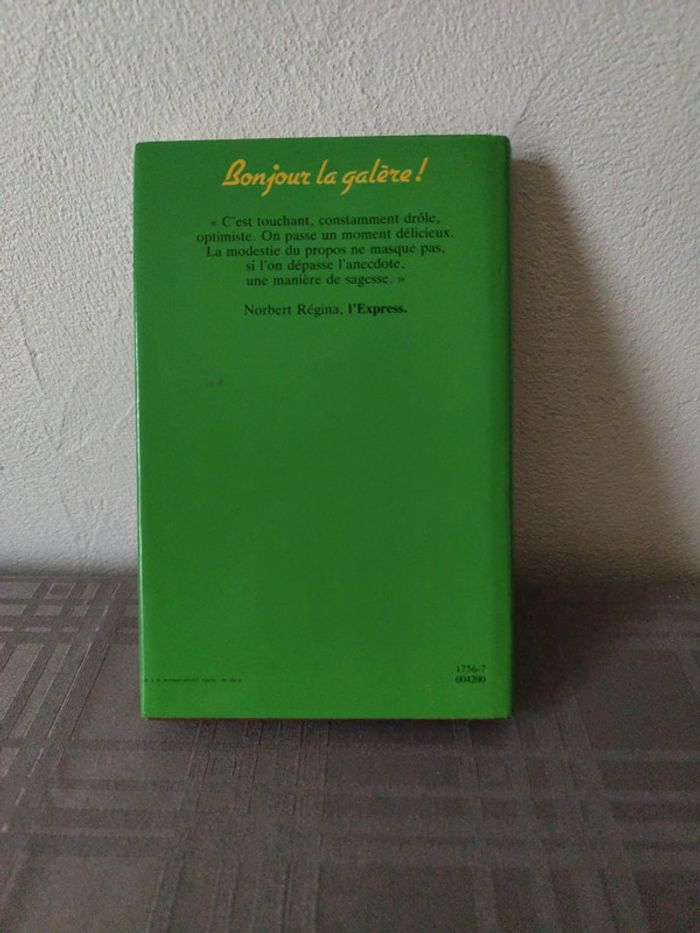 Bonjour la galère !
« C'est touchant, constamment drôle,
optimiste. On passe un moment délicieux.
La modestie du propos ne masque pas,
si l'on dépasse l'anecdote,
une manière de sagesse. »
Norbert Régina, l'Express.
1756-7
004200